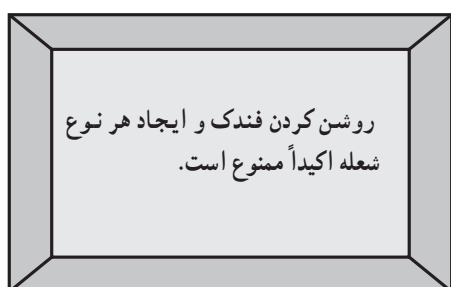 روشن کردن فندک و ایجاد هر نوع
شعله اکیداً ممنوع است.